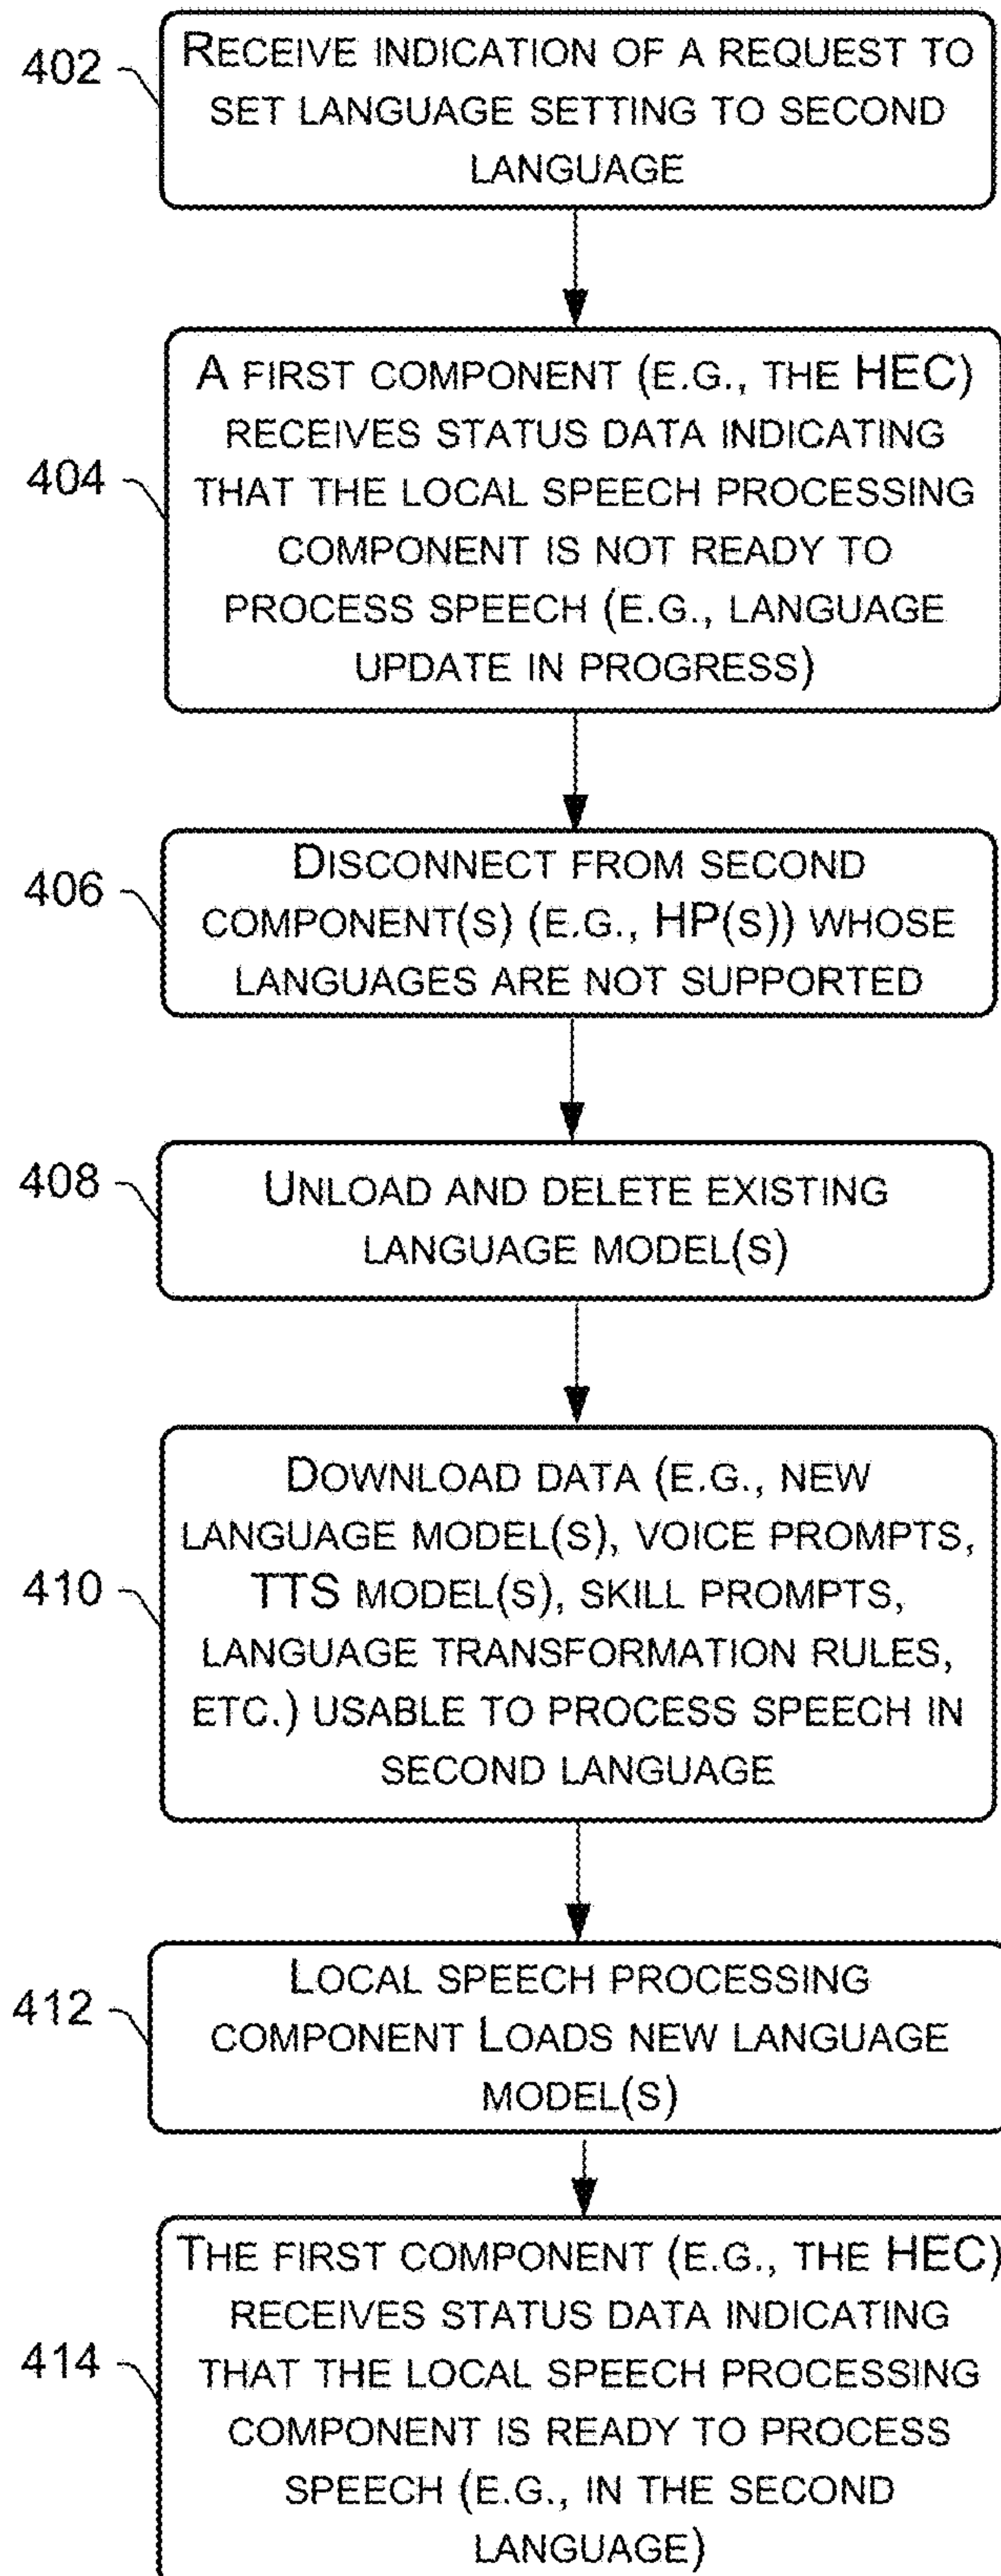 402
RECEIVE INDICATION OF A REQUEST TO
SET LANGUAGE SETTING TO SECOND
LANGUAGE
404
A FIRST COMPONENT (E.G., THE HEC)
RECEIVES STATUS DATA INDICATING
THAT THE LOCAL SPEECH PROCESSING
COMPONENT IS NOT READY TO
PROCESS SPEECH (E.G., LANGUAGE
UPDATE IN PROGRESS)
406
DISCONNECT FROM SECOND
COMPONENT(S) (E.G., HP(S)) WHOSE
LANGUAGES ARE NOT SUPPORTED
408
UNLOAD AND DELETE EXISTING
LANGUAGE MODEL(S)
410
DOWNLOAD DATA (E.G., NEW
LANGUAGE MODEL(S), VOICE PROMPTS,
TTS MODEL(S), SKILL PROMPTS,
LANGUAGE TRANSFORMATION RULES,
ETC.) USABLE TO PROCESS SPEECH IN
SECOND LANGUAGE
412
LOCAL SPEECH PROCESSING
COMPONENT LOADS NEW LANGUAGE
MODEL(S)
414
THE FIRST COMPONENT (E.G., THE HEC)
RECEIVES STATUS DATA INDICATING
THAT THE LOCAL SPEECH PROCESSING
COMPONENT IS READY TO PROCESS
SPEECH (E.G., IN THE SECOND
LANGUAGE)